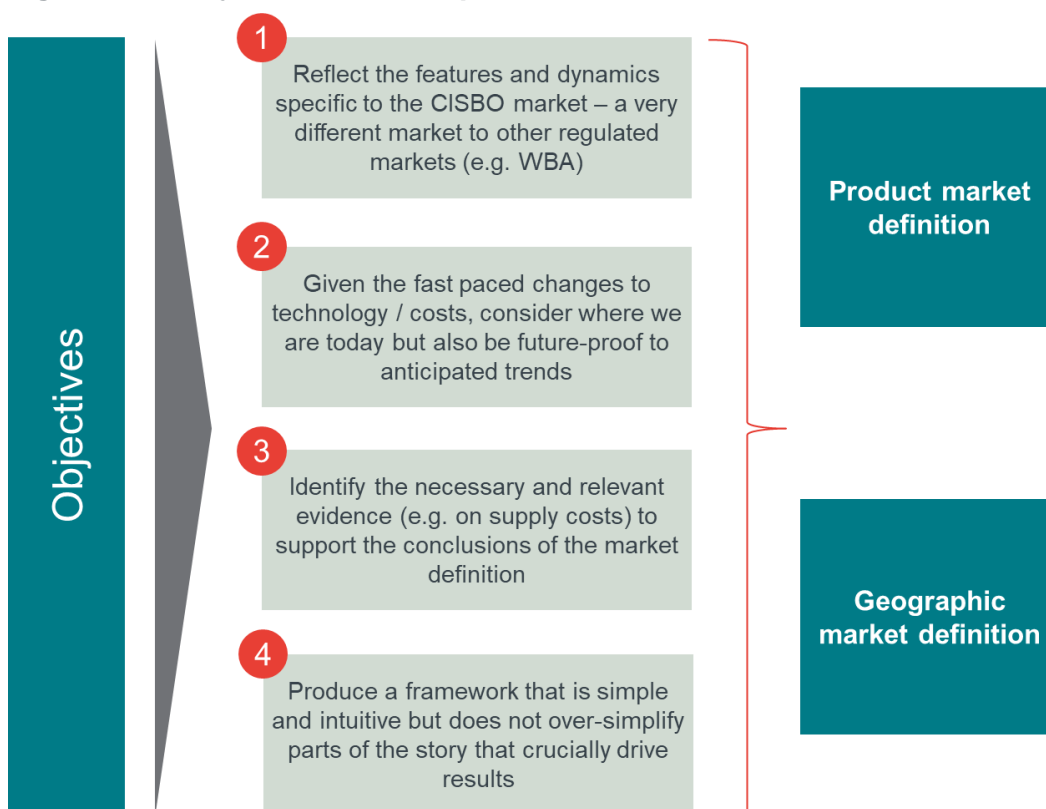 Objectives
1
Reflect the features and dynamics
specific to the CISBO market – a very
different market to other regulated
markets (e.g. WBA)
2
Given the fast paced changes to
technology / costs, consider where we
are today but also be future-proof to
anticipated trends
3
Identify the necessary and relevant
evidence (e.g. on supply costs) to
support the conclusions of the market
definition
4
Produce a framework that is simple
and intuitive but does not over-simplify
parts of the story that crucially drive
results
Product market
definition
Geographic
market definition